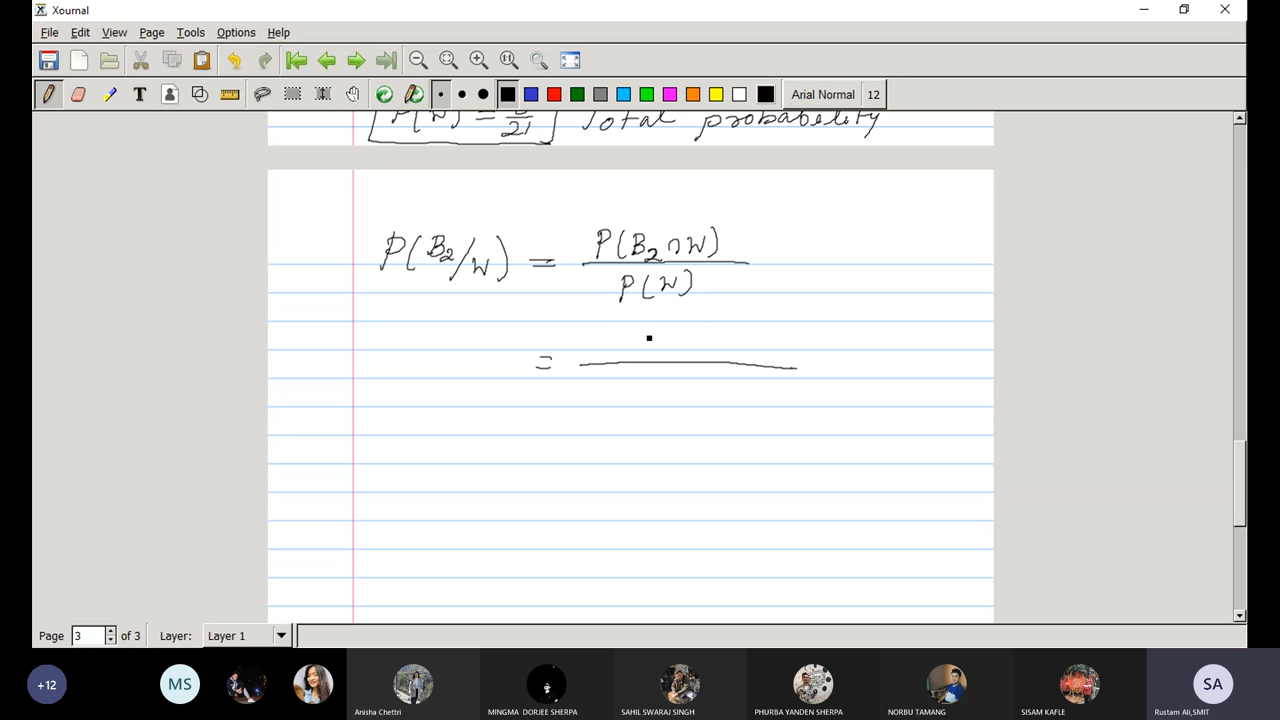 Xournal
File Edit View Page Tools Options Help
Arial Normal 12
Total probability
P(B₂/W) = P(B₂∩W)
P(W)
=
Page 3 of 3 Layer: Layer 1
+12 MS SA
Anisha Chettri MINGMA DORJEE SHERPA SAHIL SWARAJ SINGH PHURBA YANDEN SHERPA NORBU TAMANG SISAM KAFLE Rustam Ali,SMIT